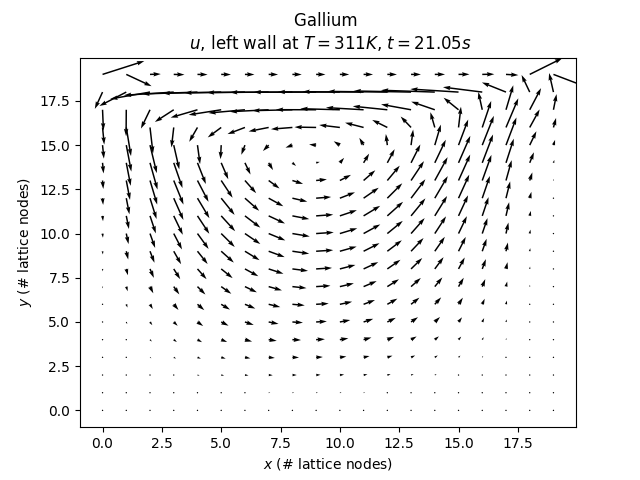 Gallium
u, left wall at T = 311K, t = 21.05s
17.5
15.0
12.5
10.0
7.5
5.0
2.5
0.0
y (# lattice nodes)
0.0 2.5 5.0 7.5 10.0 12.5 15.0 17.5
x (# lattice nodes)